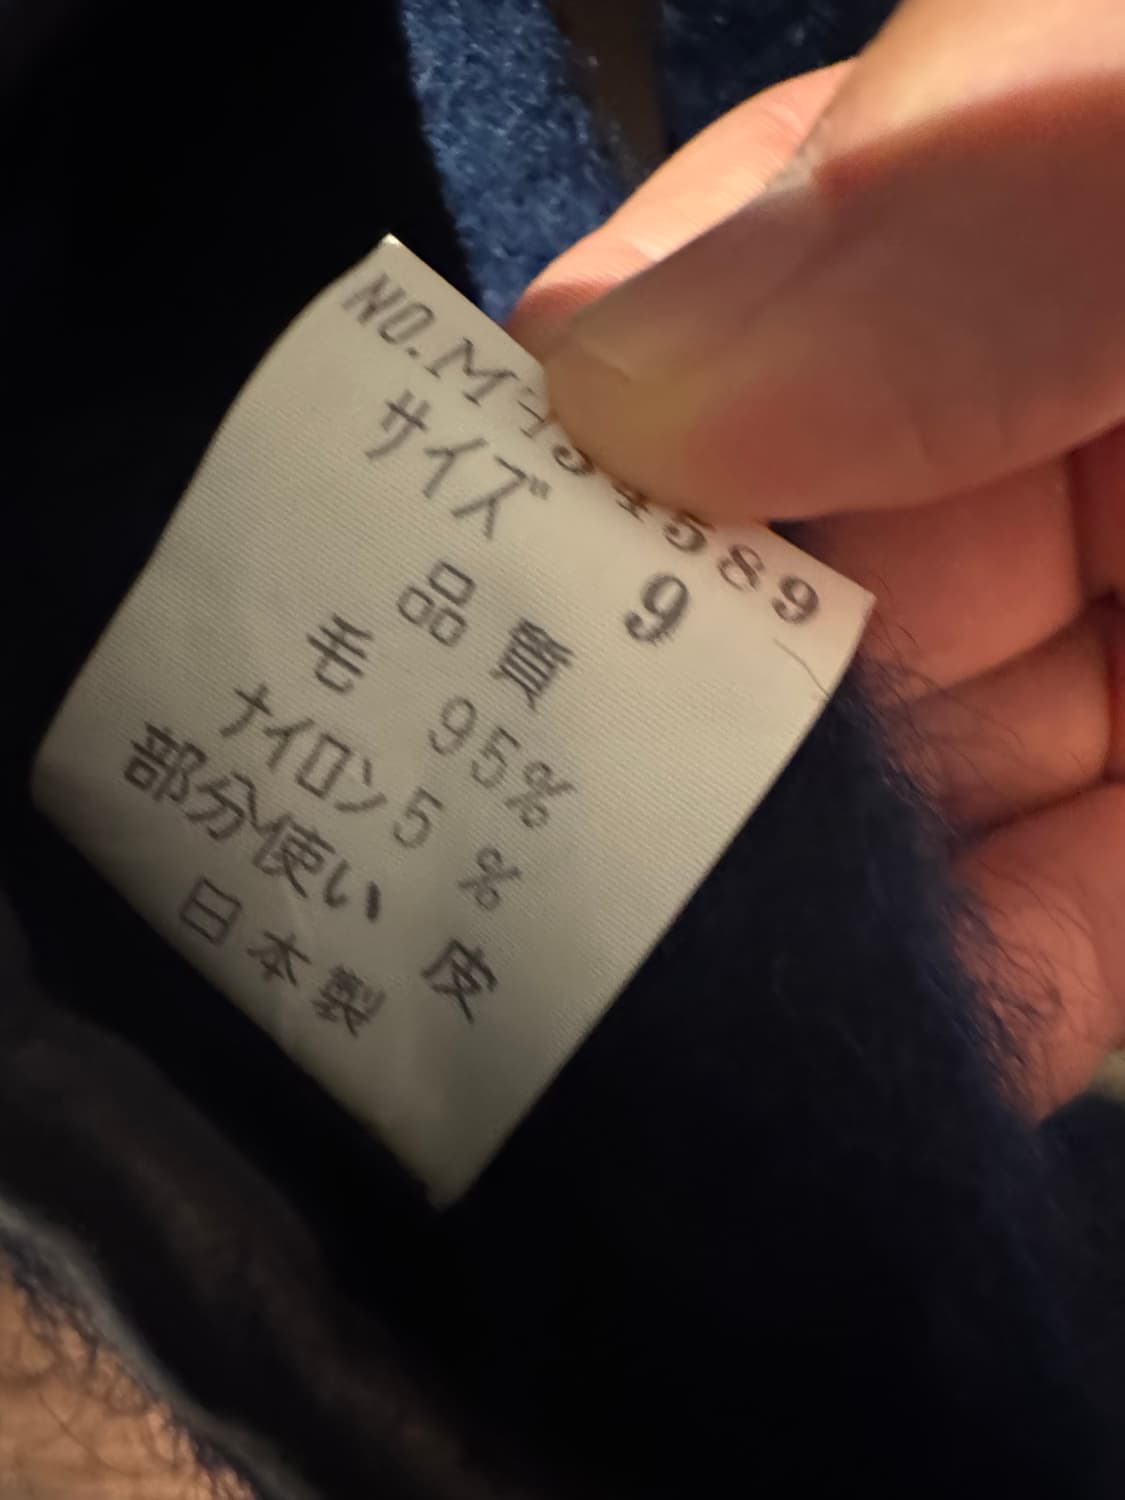 サイズ 9
品質
毛 95%
ナイロン5 %
部分使い 皮
日本製